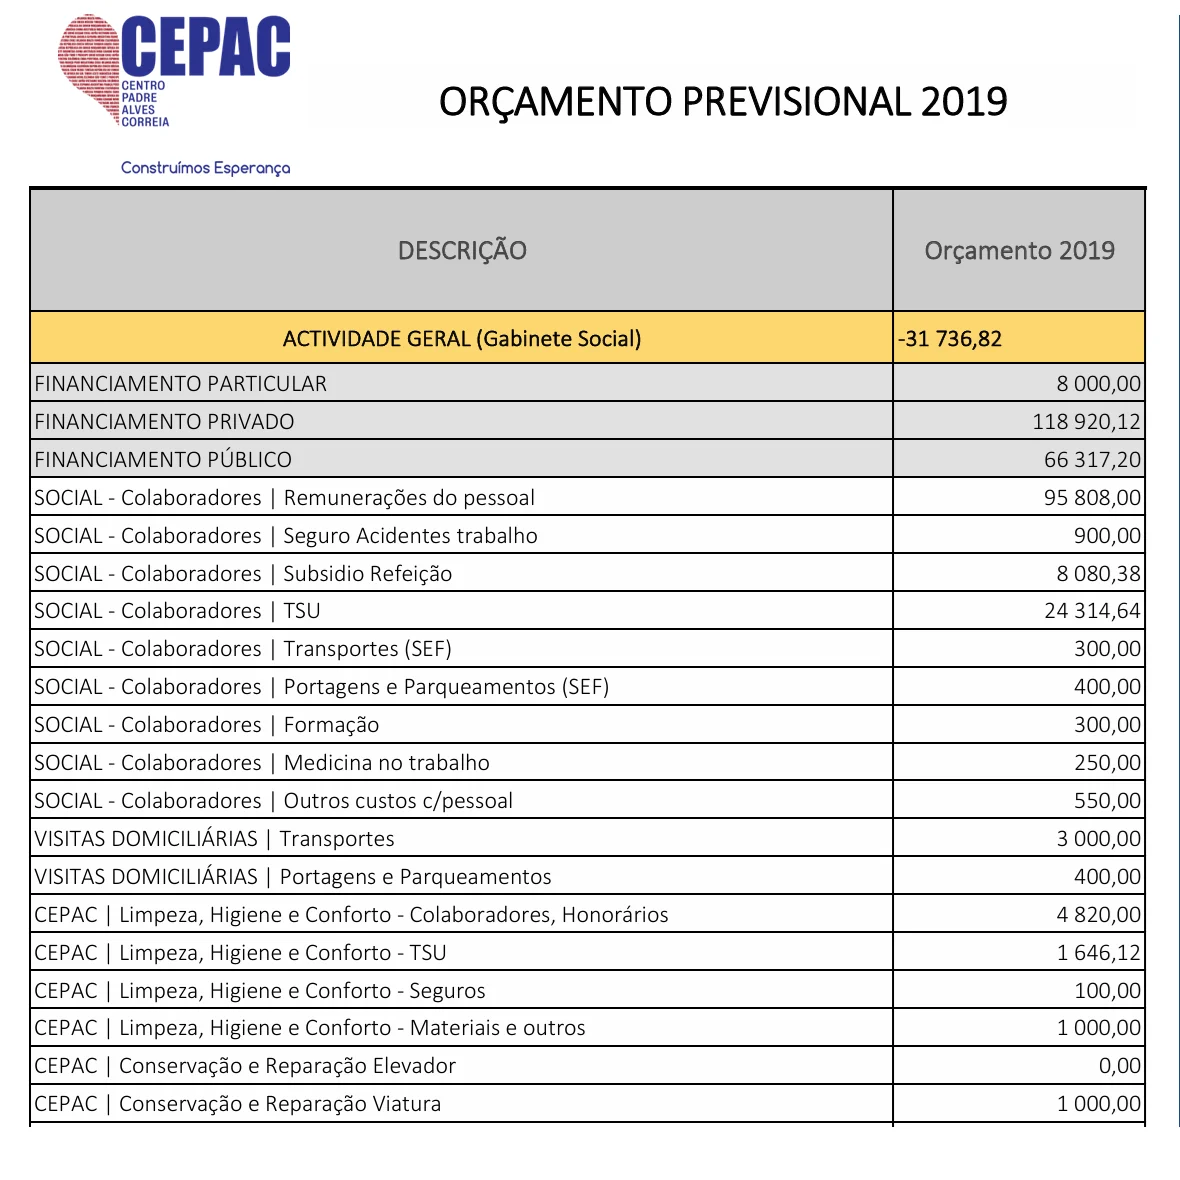 CEPAC
CENTRO
PADRE
ALVES
CORREIA
Construímos Esperança
ORÇAMENTO PREVISIONAL 2019
DESCRIÇÃO Orçamento 2019
ACTIVIDADE GERAL (Gabinete Social) -31 736,82
FINANCIAMENTO PARTICULAR 8 000,00
FINANCIAMENTO PRIVADO 118 920,12
FINANCIAMENTO PÚBLICO 66 317,20
SOCIAL - Colaboradores | Remunerações do pessoal 95 808,00
SOCIAL - Colaboradores | Seguro Acidentes trabalho 900,00
SOCIAL - Colaboradores | Subsidio Refeição 8 080,38
SOCIAL - Colaboradores | TSU 24 314,64
SOCIAL - Colaboradores | Transportes (SEF) 300,00
SOCIAL - Colaboradores | Portagens e Parqueamentos (SEF) 400,00
SOCIAL - Colaboradores | Formação 300,00
SOCIAL - Colaboradores | Medicina no trabalho 250,00
SOCIAL - Colaboradores | Outros custos c/pessoal 550,00
VISITAS DOMICILIÁRIAS | Transportes 3 000,00
VISITAS DOMICILIÁRIAS | Portagens e Parqueamentos 400,00
CEPAC | Limpeza, Higiene e Conforto - Colaboradores, Honorários 4 820,00
CEPAC | Limpeza, Higiene e Conforto - TSU 1 646,12
CEPAC | Limpeza, Higiene e Conforto - Seguros 100,00
CEPAC | Limpeza, Higiene e Conforto - Materiais e outros 1 000,00
CEPAC | Conservação e Reparação Elevador 0,00
CEPAC | Conservação e Reparação Viatura 1 000,00